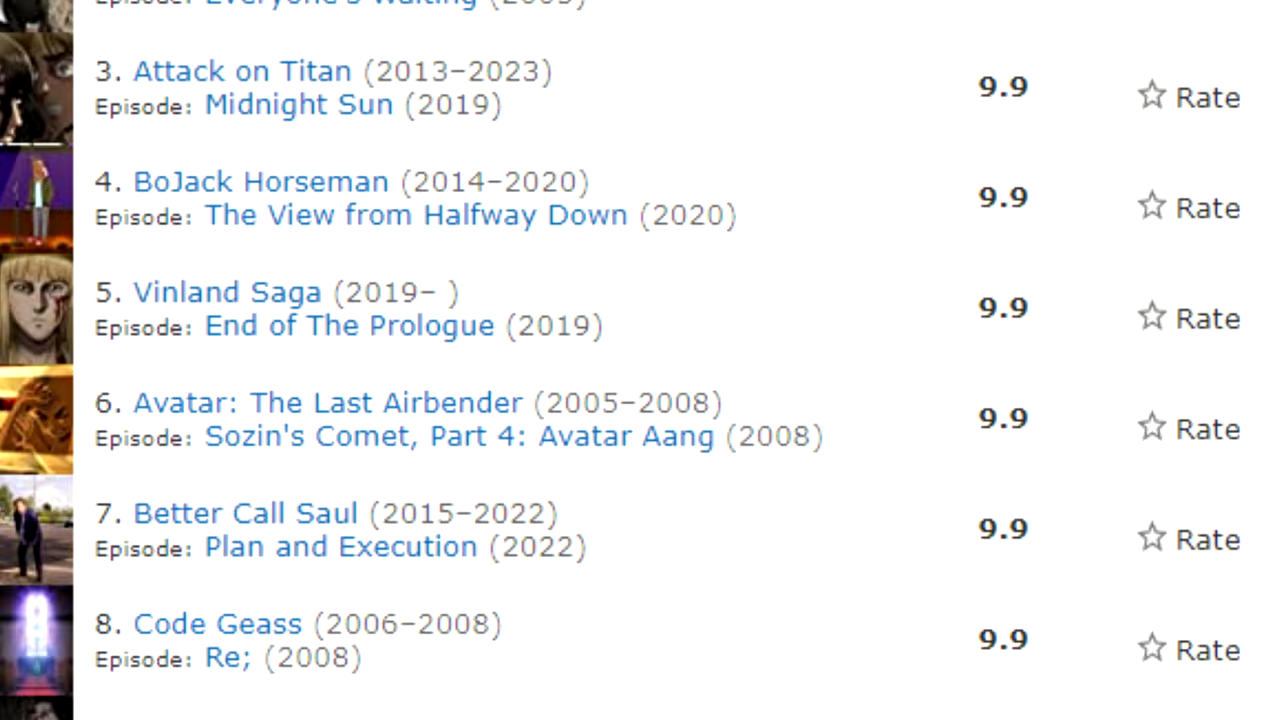 Episode: Everyone's Waiting (2005)
3. Attack on Titan (2013–2023)
Episode: Midnight Sun (2019)
9.9
Rate
4. BoJack Horseman (2014–2020)
Episode: The View from Halfway Down (2020)
9.9
Rate
5. Vinland Saga (2019– )
Episode: End of The Prologue (2019)
9.9
Rate
6. Avatar: The Last Airbender (2005–2008)
Episode: Sozin's Comet, Part 4: Avatar Aang (2008)
9.9
Rate
7. Better Call Saul (2015–2022)
Episode: Plan and Execution (2022)
9.9
Rate
8. Code Geass (2006–2008)
Episode: Re; (2008)
9.9
Rate